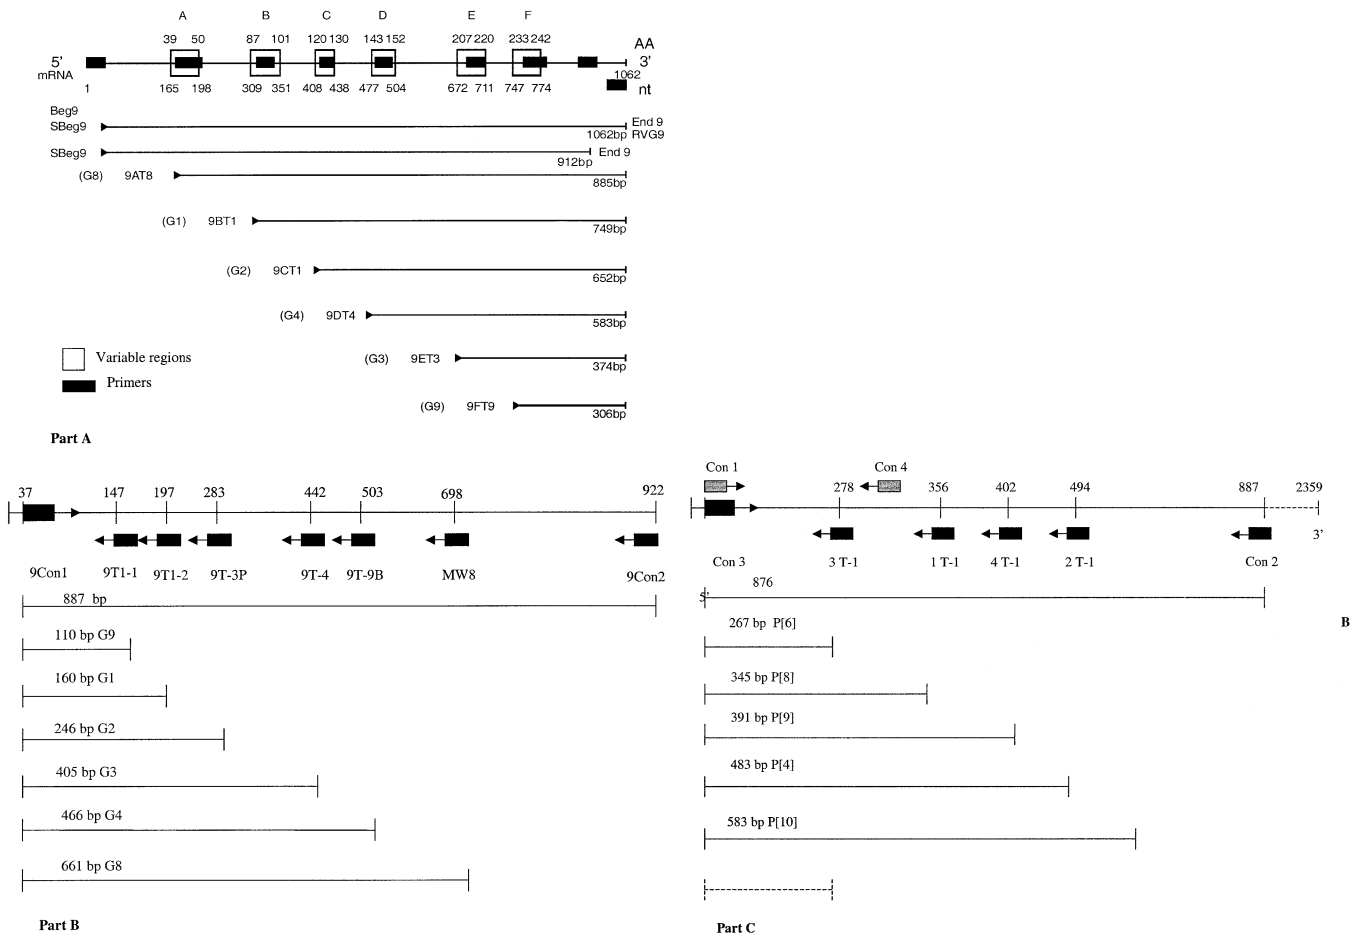 A B C D E F
39 50 87 101 120 130 143 152 207 220 233 242 AA
5' 3'
mRNA 1062
1 165 198 309 351 408 438 477 504 672 711 747 774 nt
Beg9
SBeg9 End 9
1062bp RVG9
SBeg9 End 9
912bp
(G8) 9AT8
885bp
(G1) 9BT1
749bp
(G2) 9CT1
652bp
(G4) 9DT4
583bp
(G3) 9ET3
374bp
(G9) 9FT9
306bp
Variable regions
Primers
Part A
37 147 197 283 442 503 698 922
9Con1 9T1-1 9T1-2 9T-3P 9T-4 9T-9B MW8 9Con2
887 bp
110 bp G9
160 bp G1
246 bp G2
405 bp G3
466 bp G4
661 bp G8
Part B
Con 1 Con 4
278 356 402 494 887 2359
3'
Con 3 3 T-1 1 T-1 4 T-1 2 T-1 Con 2
876
5'
267 bp P[6]
B
345 bp P[8]
391 bp P[9]
483 bp P[4]
583 bp P[10]
Part C